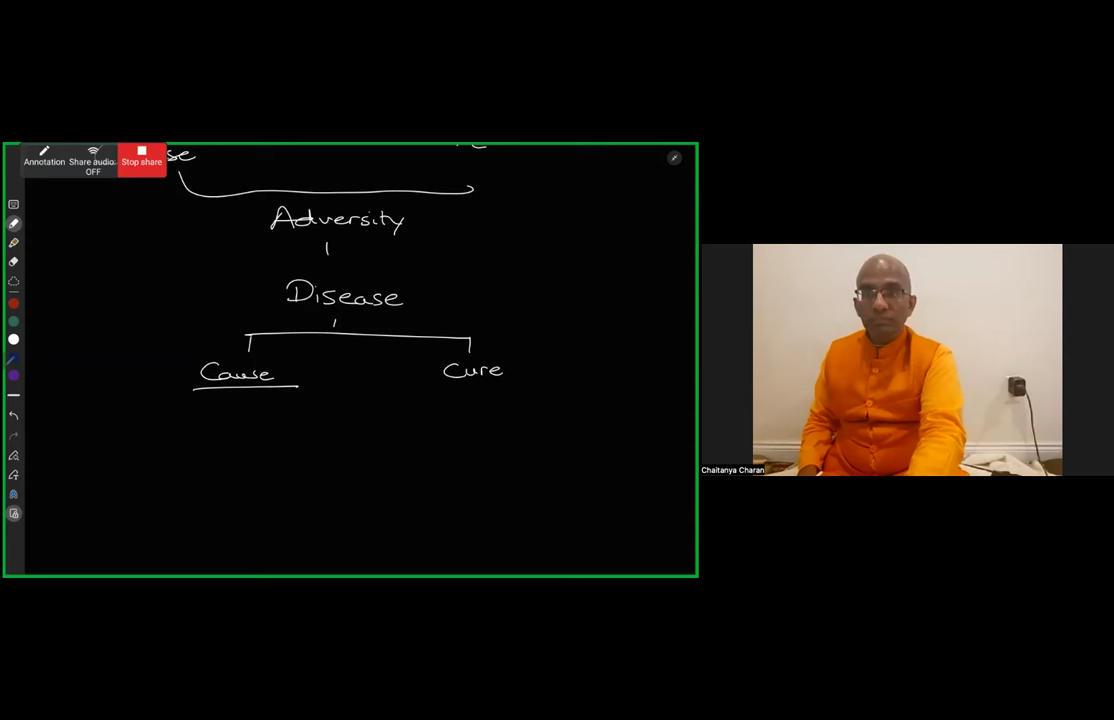 Annotation Share audio: Stop share
OFF
se
Adversity
Disease
Cause Cure
Chaitanya Charan